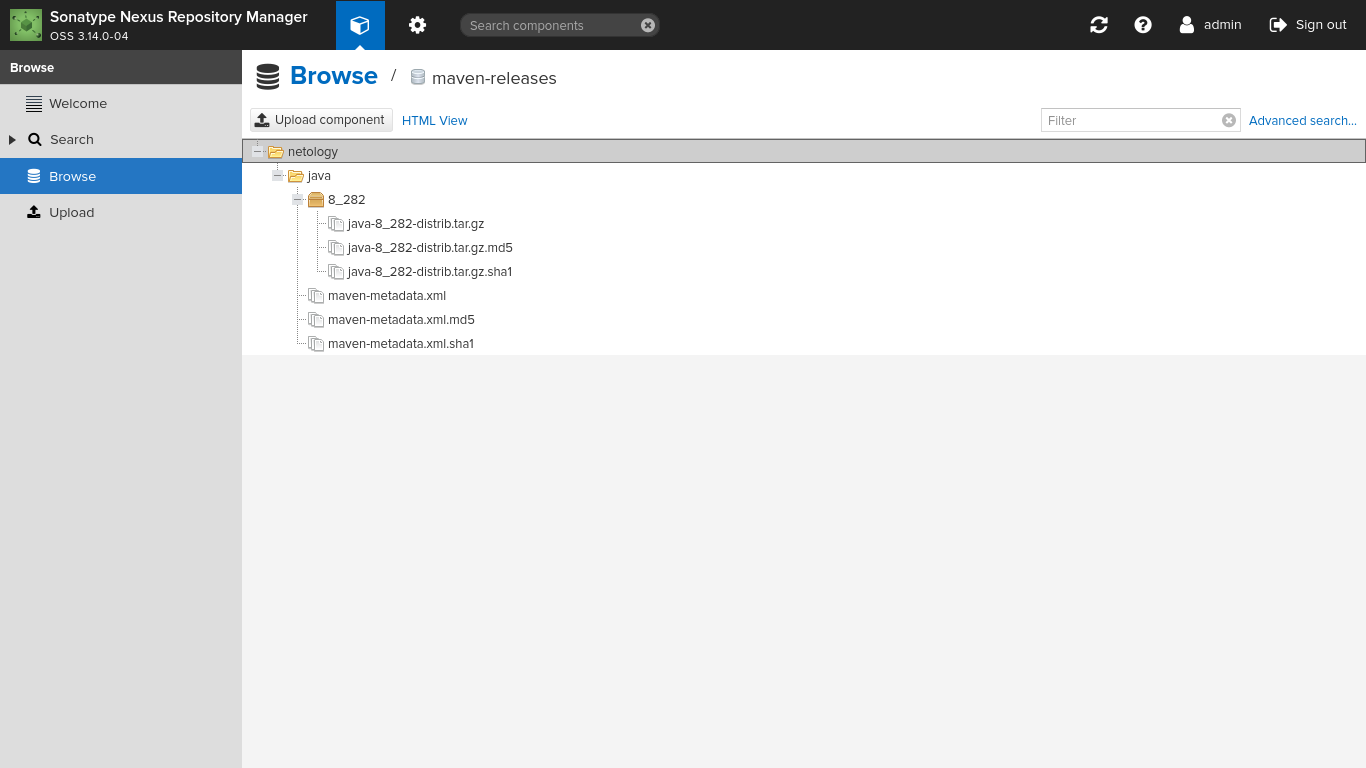 Sonatype Nexus Repository Manager
OSS 3.14.0-04
Search components
admin
Sign out
Browse
Welcome
Search
Browse
Upload
Browse / maven-releases
Upload component
HTML View
Filter
Advanced search...
netology
java
8_282
java-8_282-distrib.tar.gz
java-8_282-distrib.tar.gz.md5
java-8_282-distrib.tar.gz.sha1
maven-metadata.xml
maven-metadata.xml.md5
maven-metadata.xml.sha1